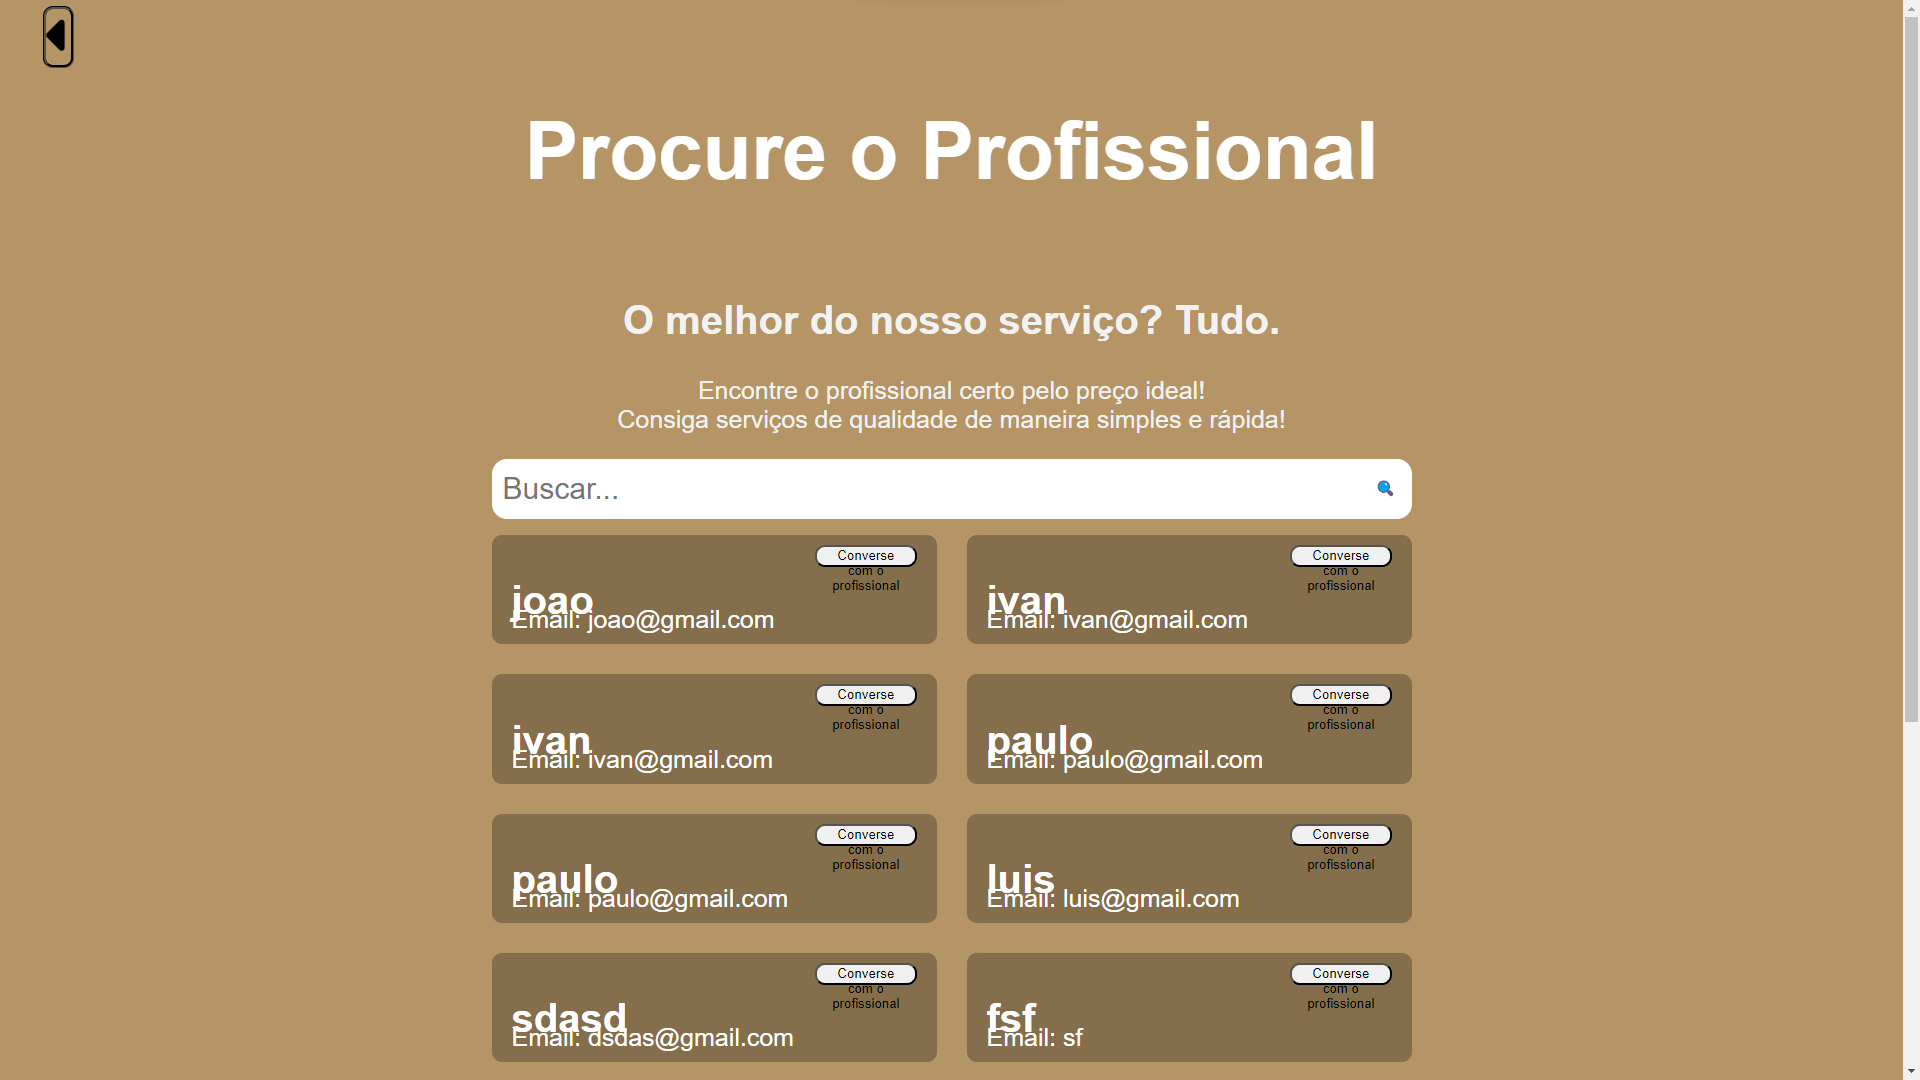 Procure o Profissional
O melhor do nosso serviço? Tudo.
Encontre o profissional certo pelo preço ideal!
Consiga serviços de qualidade de maneira simples e rápida!
Buscar...
Converse
com o
profissional
joao
Email: joao@gmail.com
Converse
com o
profissional
ivan
Email: ivan@gmail.com
Converse
com o
profissional
ivan
Email: ivan@gmail.com
Converse
com o
profissional
paulo
Email: paulo@gmail.com
Converse
com o
profissional
paulo
Email: paulo@gmail.com
Converse
com o
profissional
luis
Email: luis@gmail.com
Converse
com o
profissional
sdasd
Email: dsdas@gmail.com
Converse
com o
profissional
fsf
Email: sf